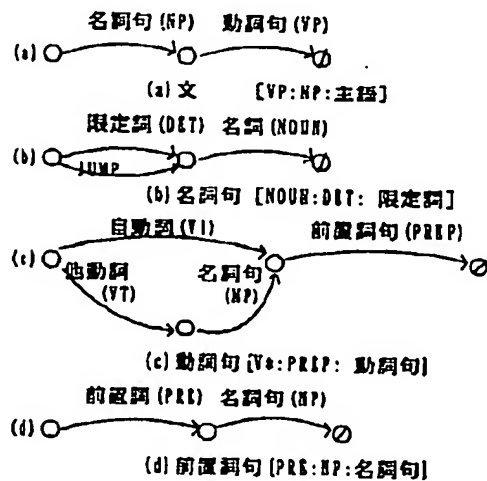 名詞句(NP) 動詞句(VP)
(a)
(a)文 [VP:NP:主語]
限定詞(DET) 名詞(NOUN)
(b)
JUMP
(b)名詞句 [NOUN:DET: 限定詞]
自動詞(VI) 前置詞句(PREP)
(c)
他動詞 名詞句
(VT) (NP)
(c)動詞句[V*:PREP: 動詞句]
前置詞(PRE) 名詞句(NP)
(d)
(d)前置詞句[PRE:NP:名詞句]